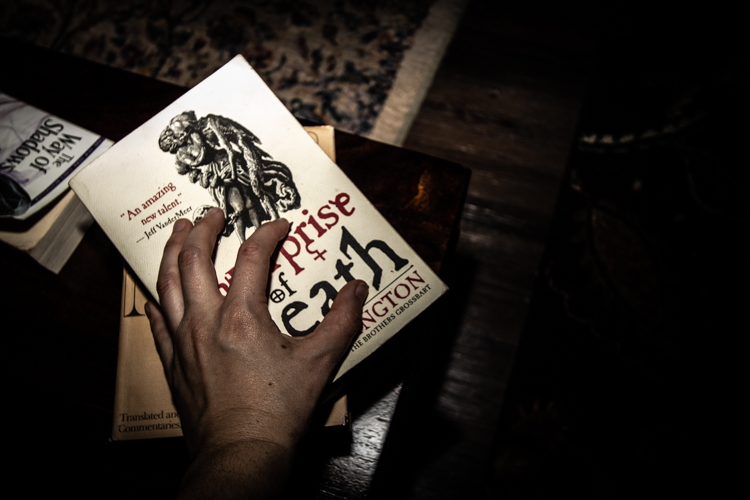 The
Way of
Shadows
"An amazing
new talent."
— Jeff VanderMeer
prise
of
eath
NGTON
THE BROTHERS GROSSBART
Translated and
Commentaries